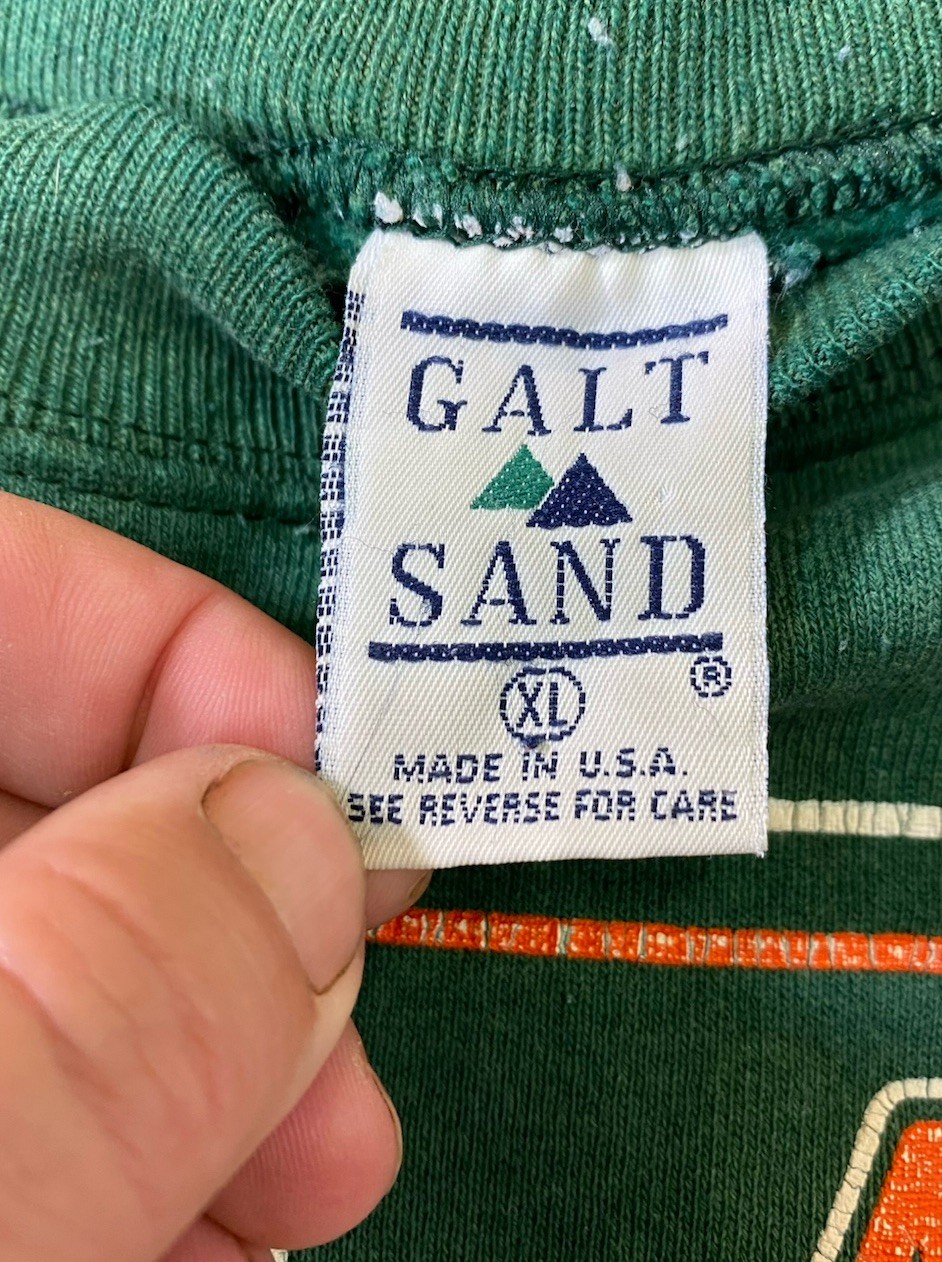 GALT
SAND
®
XL
MADE IN U.S.A.
SEE REVERSE FOR CARE